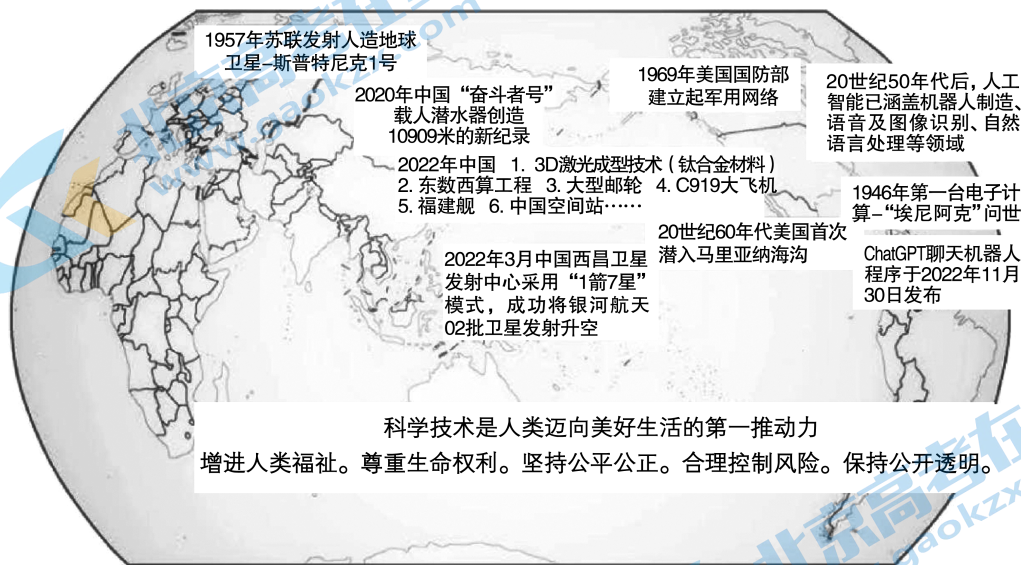 1957年苏联发射人造地球
卫星–斯普特尼克1号
2020年中国“奋斗者号”
载人潜水器创造
10909米的新纪录
1969年美国国防部
建立起军用网络
20世纪50年代后，人工
智能已涵盖机器人制造、
语音及图像识别、自然
语言处理等领域
2022年中国 1. 3D激光成型技术（钛合金材料）
2. 东数西算工程 3. 大型邮轮 4. C919大飞机
5. 福建舰 6. 中国空间站……
1946年第一台电子计
算–“埃尼阿克”问世
20世纪60年代美国首次
潜入马里亚纳海沟
2022年3月中国西昌卫星
发射中心采用“1箭7星”
模式，成功将银河航天
02批卫星发射升空
ChatGPT聊天机器人
程序于2022年11月
30日发布
科学技术是人类迈向美好生活的第一推动力
增进人类福祉。尊重生命权利。坚持公平公正。合理控制风险。保持公开透明。
北京高考在
gaokzx